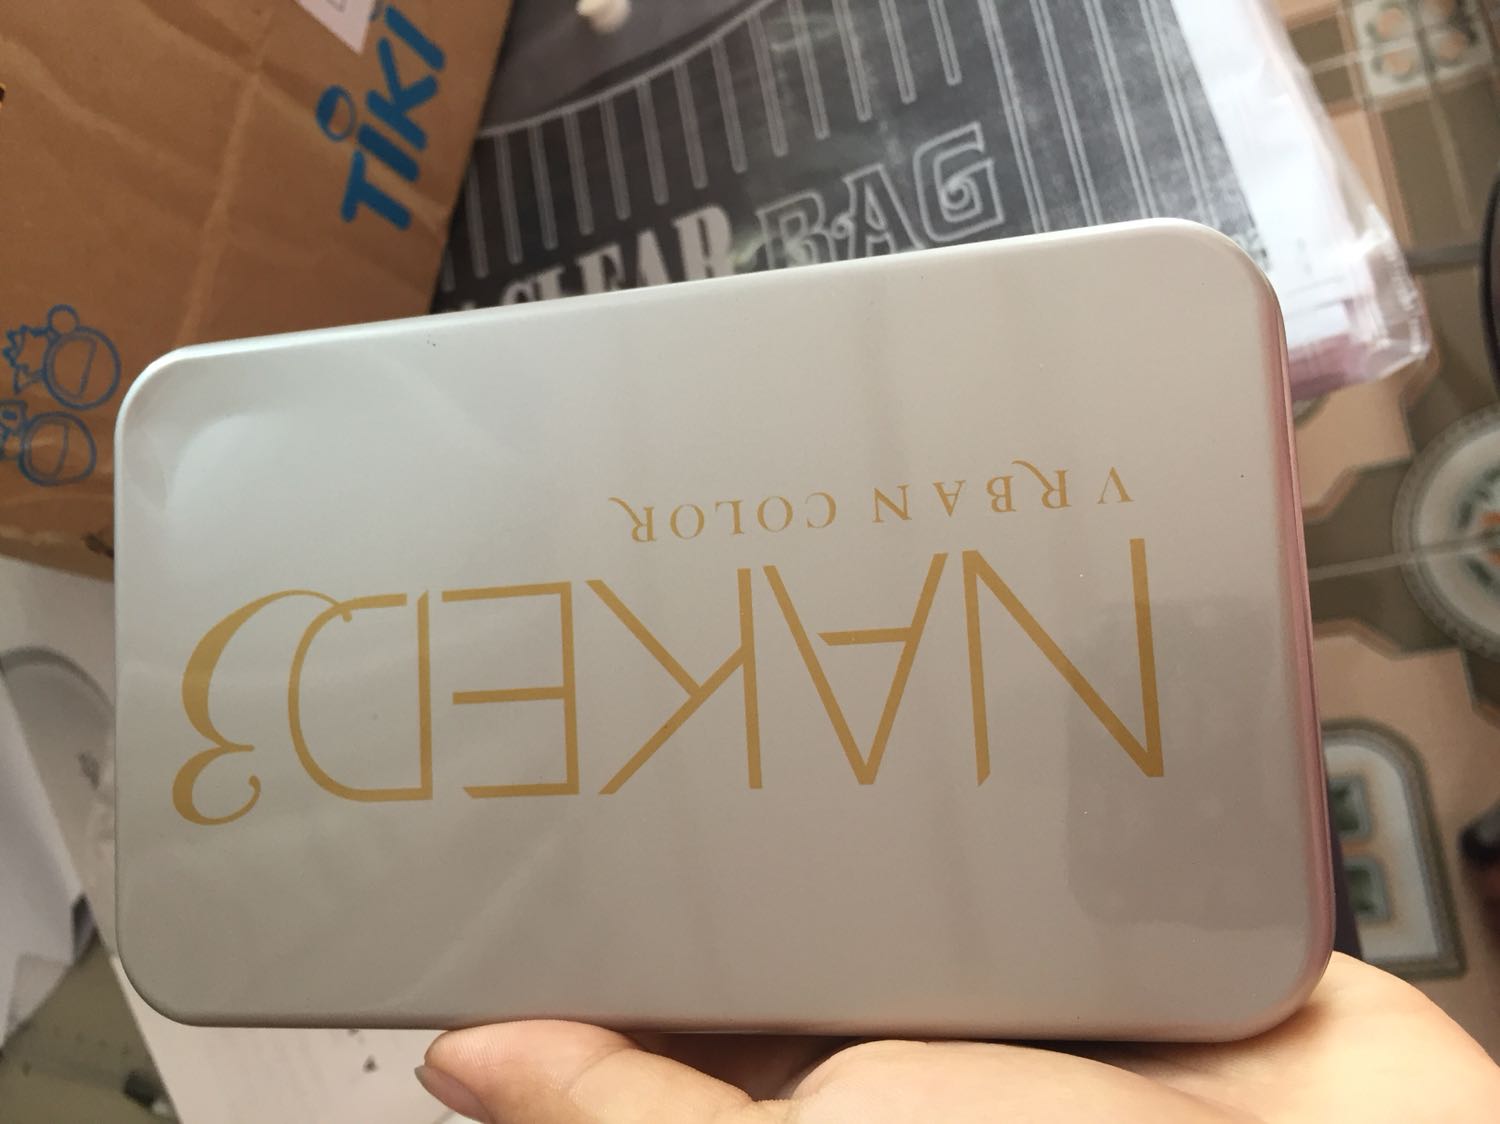 TiKi
CLEAR BAG
NAKED3
VRBAN COLOR